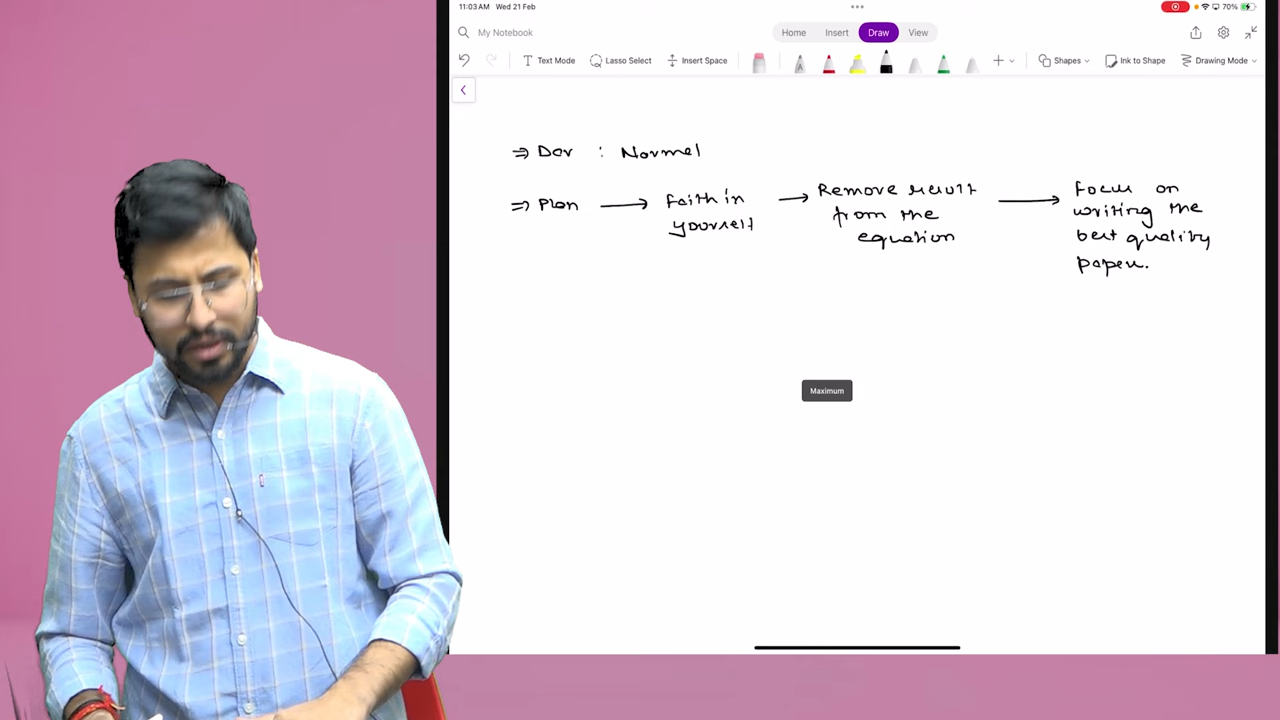 11:03 AM Wed 21 Feb
70%
My Notebook
Home Insert Draw View
Text Mode Lasso Select Insert Space Shapes Ink to Shape Drawing Mode
⇒ Dar : Normal
⇒ Plan → Faith in yourself → Remove result from the equation → Focus on writing the best quality paper.
Maximum